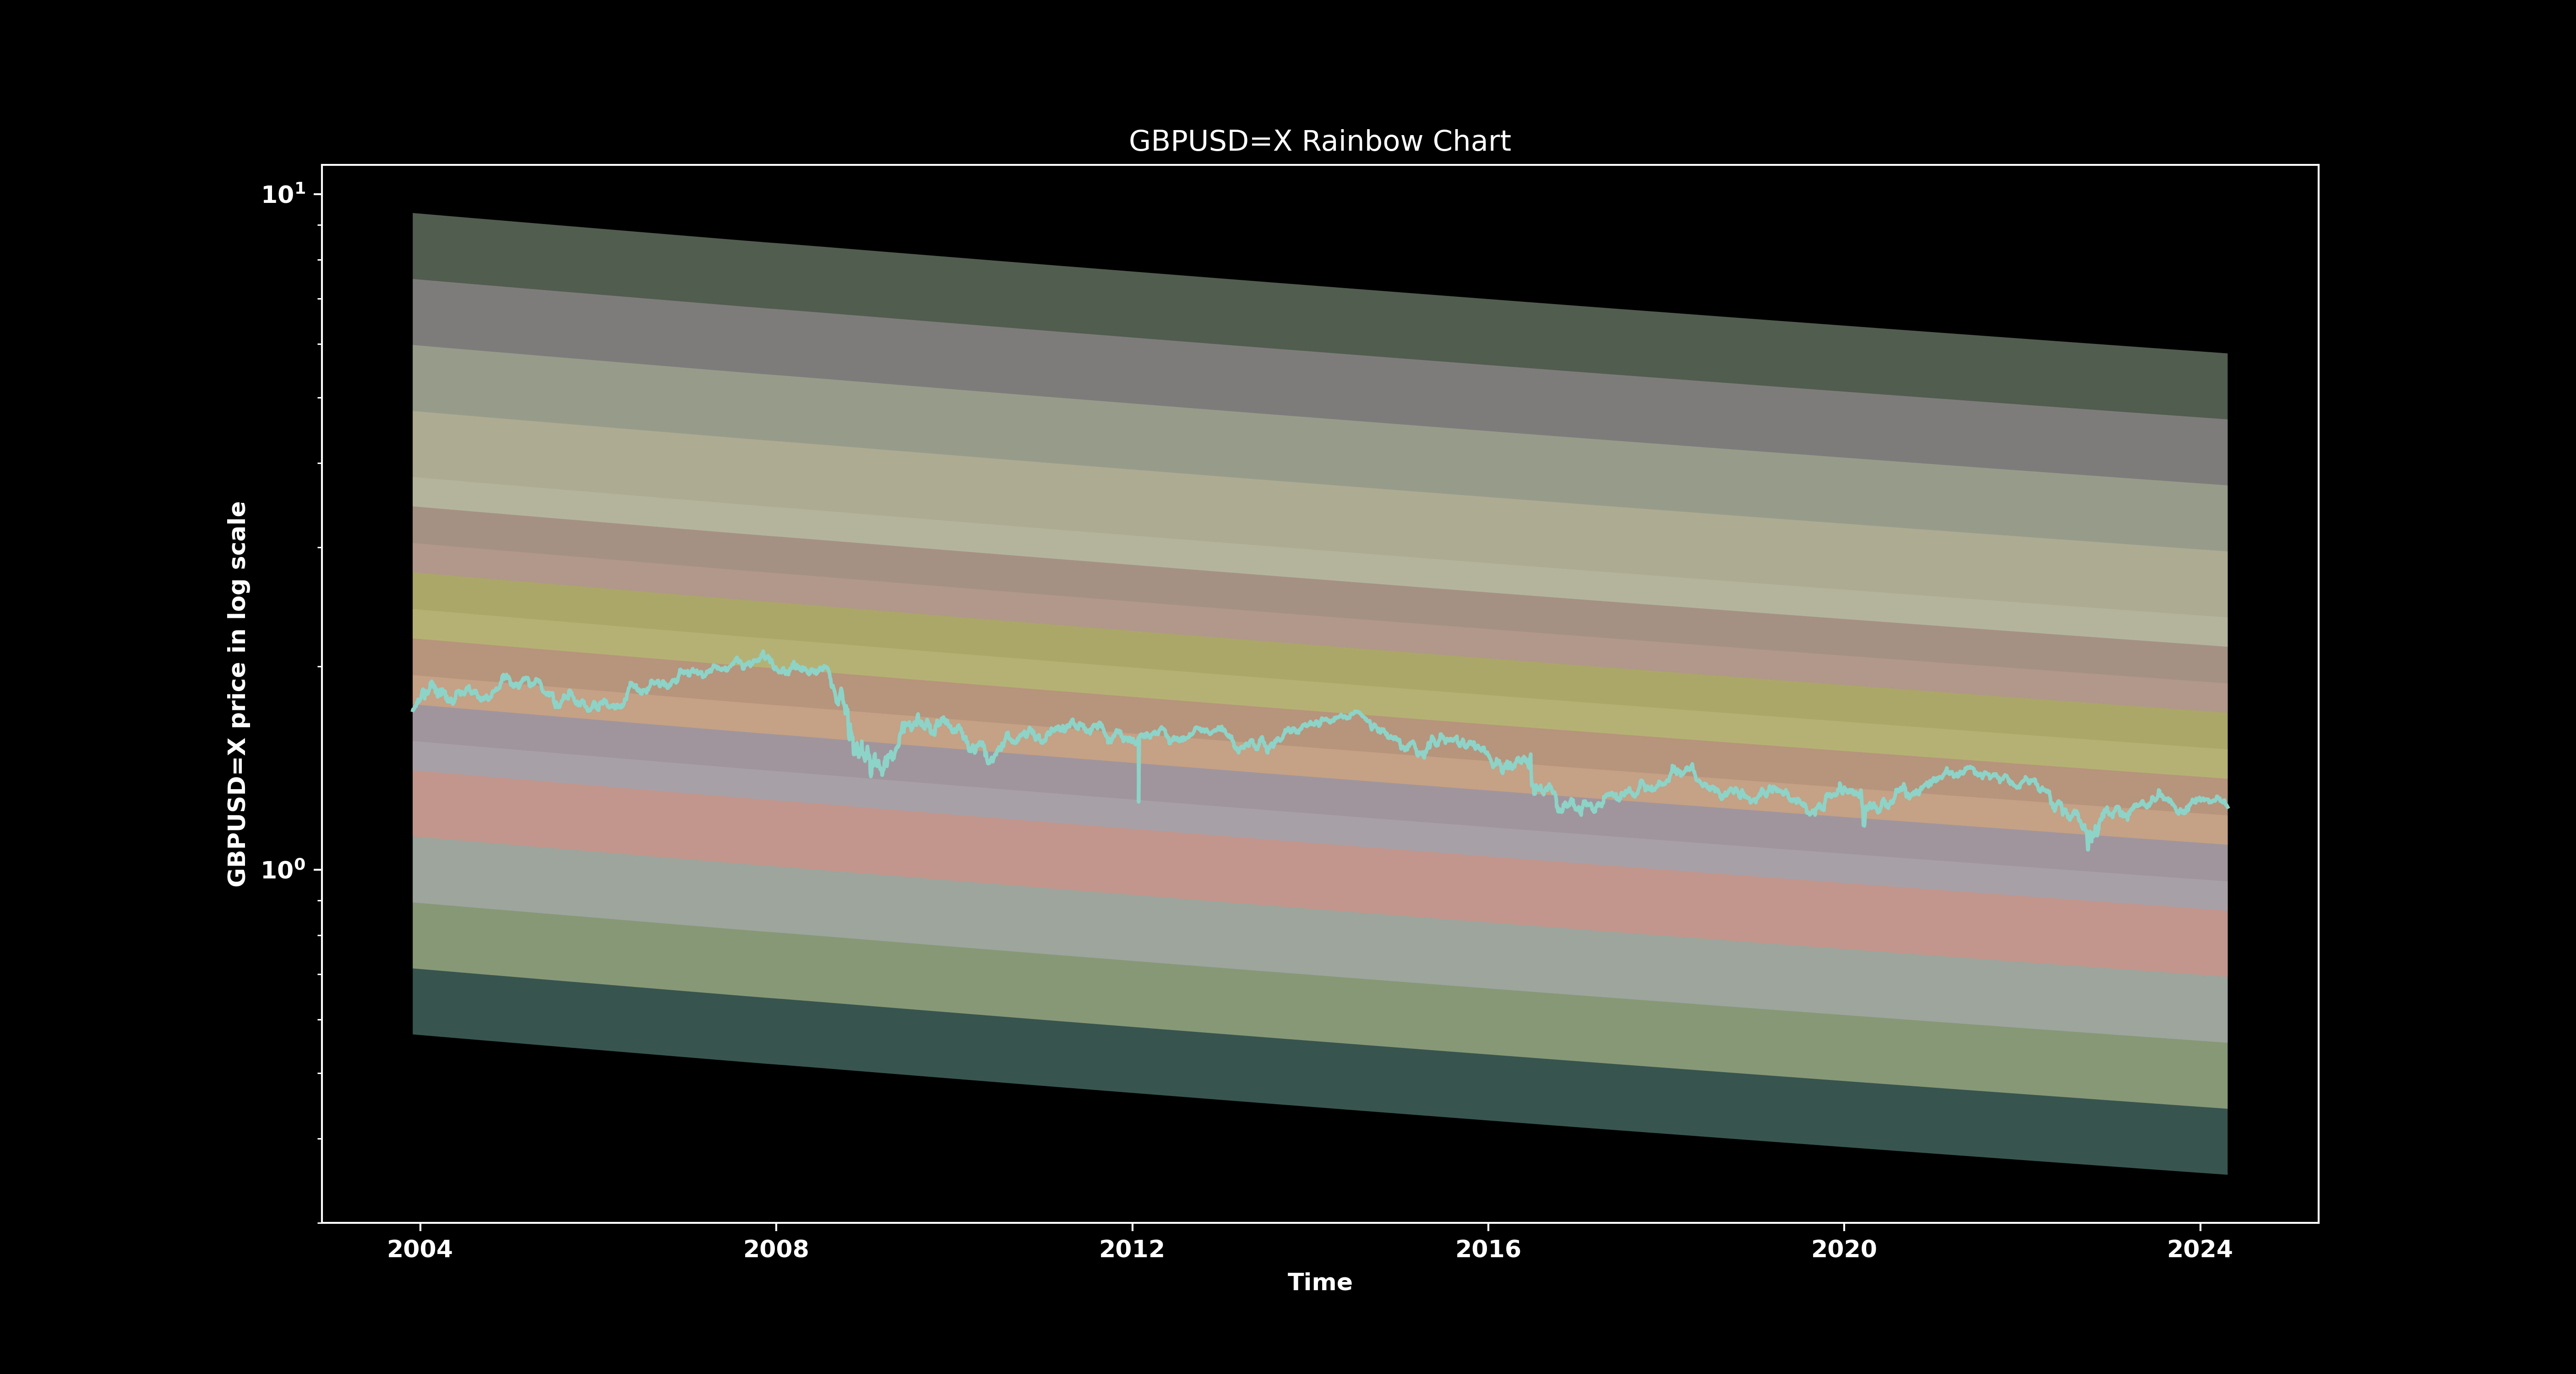 GBPUSD=X Rainbow Chart
10¹
GBPUSD=X price in log scale
10⁰
2004 2008 2012 2016 2020 2024
Time